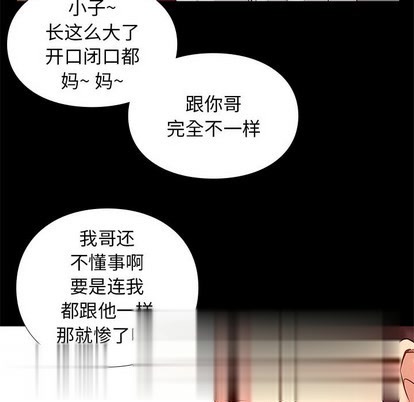 小子~
长这么大了
开口闭口都
妈~ 妈~
跟你哥
完全不一样
我哥还
不懂事啊
要是连我
都跟他一样
那就惨了